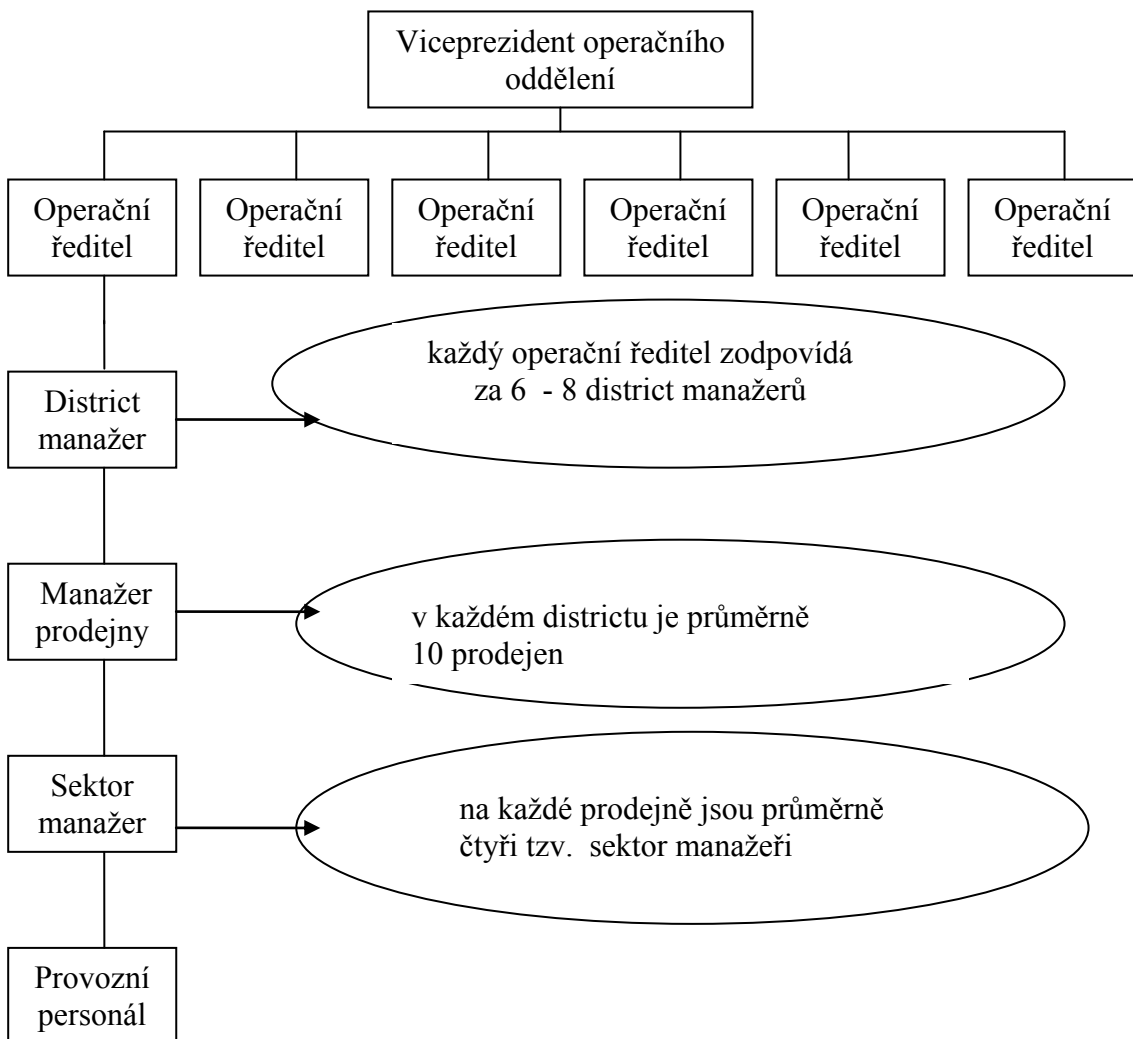 Viceprezident operačního
oddělení
Operační
ředitel
Operační
ředitel
Operační
ředitel
Operační
ředitel
Operační
ředitel
Operační
ředitel
každý operační ředitel zodpovídá
za 6 - 8 district manažerů
District
manažer
Manažer
prodejny
v každém districtu je průměrně
10 prodejen
Sektor
manažer
na každé prodejně jsou průměrně
čtyři tzv. sektor manažeři
Provozní
personál